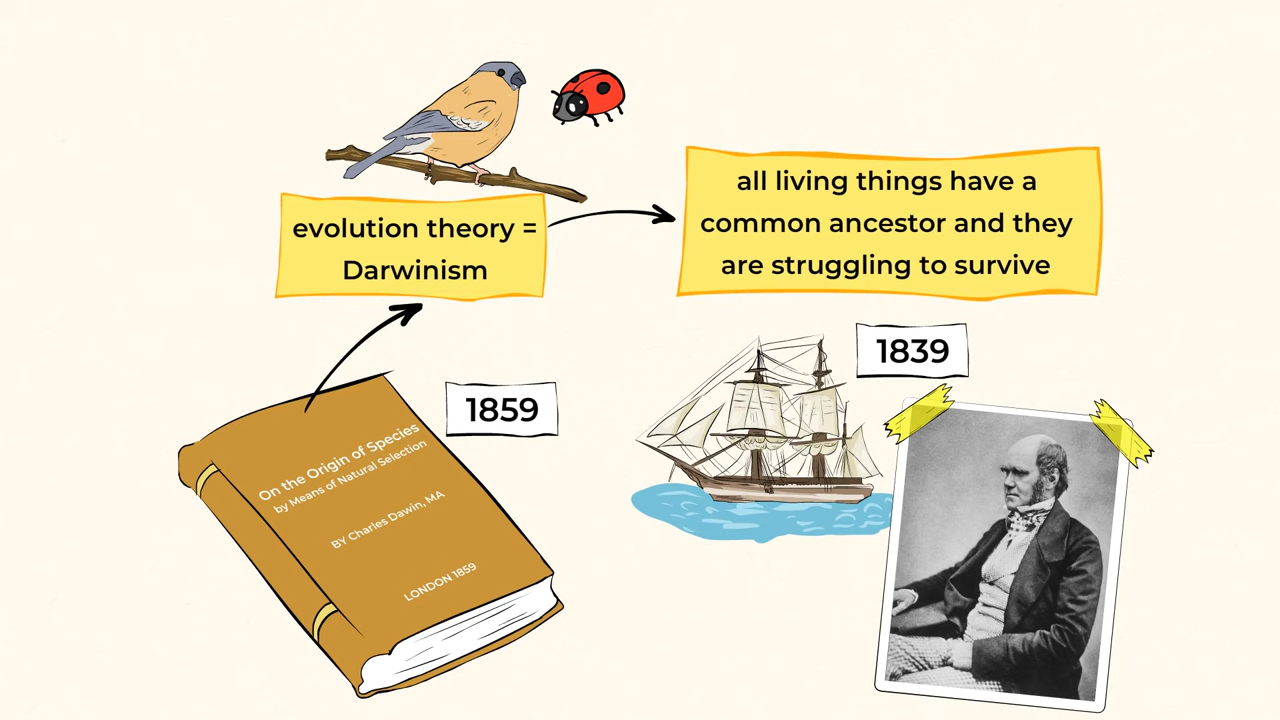 evolution theory =
Darwinism
all living things have a
common ancestor and they
are struggling to survive
1839
1859
On the Origin of Species
by Means of Natural Selection
BY Charles Dawin, MA
LONDON 1859